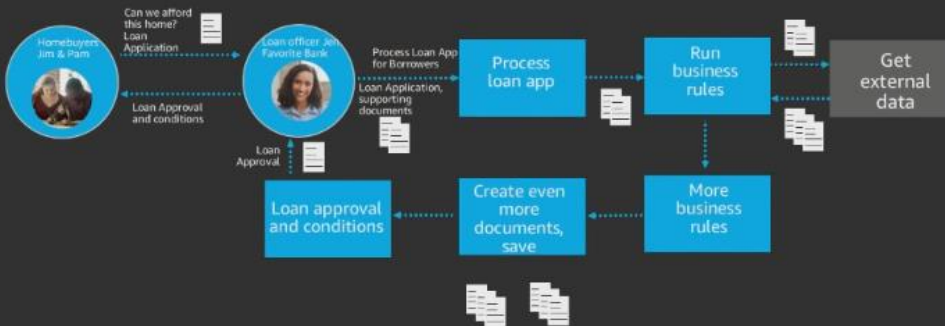 Can we afford
this home?
Loan
Application
Homebuyers
Jim & Pam
Loan Approval
and conditions
Loan officer Jen
Favorite Bank
Process Loan App
for Borrowers
Loan Application,
supporting
documents
Process
loan app
Run
business
rules
Get
external
data
Loan
Approval
Loan approval
and conditions
Create even
more
documents,
save
More
business
rules